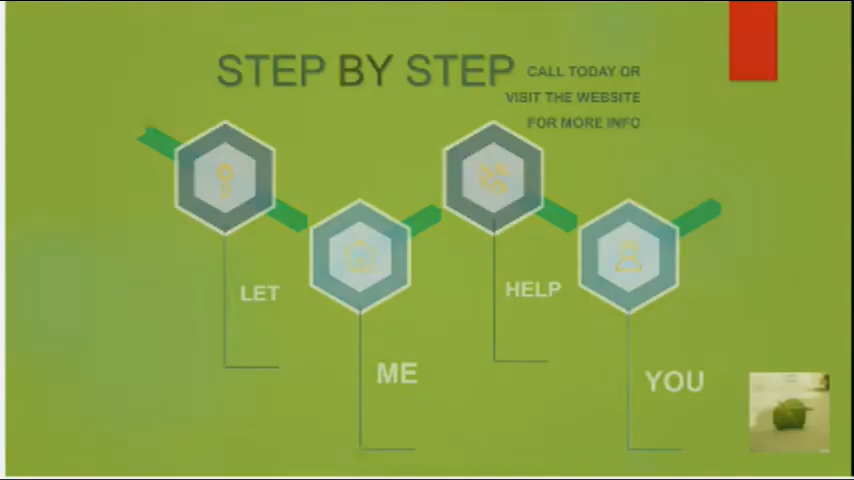 STEP BY STEP
CALL TODAY OR
VISIT THE WEBSITE
FOR MORE INFO
LET
ME
HELP
YOU